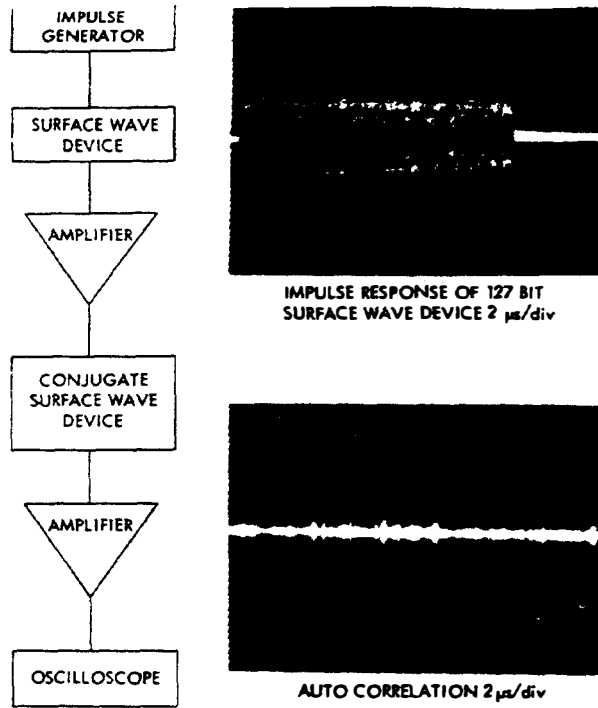 IMPULSE
GENERATOR
SURFACE WAVE
DEVICE
AMPLIFIER
CONJUGATE
SURFACE WAVE
DEVICE
AMPLIFIER
OSCILLOSCOPE
IMPULSE RESPONSE OF 127 BIT
SURFACE WAVE DEVICE 2 μs/div
AUTO CORRELATION 2 μs/div